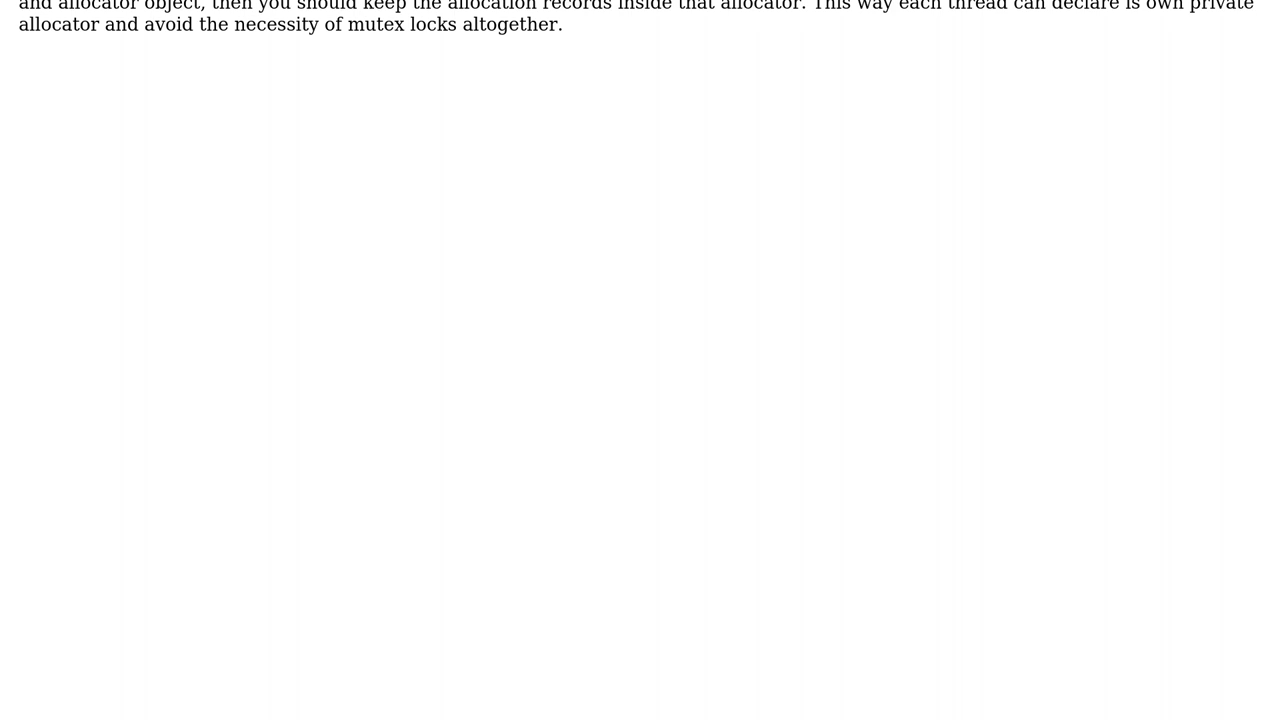 and allocator object, then you should keep the allocation records inside that allocator. This way each thread can declare is own private
allocator and avoid the necessity of mutex locks altogether.